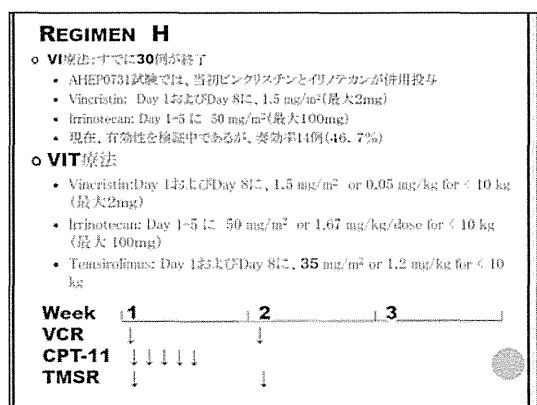 REGIMEN H
o VI療法:すでに30例が終了
• AHEP0731試験では、当初ビンクリスチンとイリノテカンが併用投与
• Vincristin: Day 1およびDay 8に、1.5 mg/m²(最大2mg)
• Irrinotecan: Day 1-5 に 50 mg/m²(最大100mg)
• 現在、有効性を検証中であるが、奏効率14例(46.7%)
o VIT療法
• Vincristin:Day 1およびDay 8に、1.5 mg/m² or 0.05 mg/kg for < 10 kg
(最大2mg)
• Irrinotecan: Day 1-5 に 50 mg/m² or 1.67 mg/kg/dose for < 10 kg
(最大 100mg)
• Temsirolimus: Day 1およびDay 8に、35 mg/m² or 1.2 mg/kg for < 10
kg
Week 1 2 3
VCR ↓ ↓
CPT-11 ↓ ↓ ↓ ↓ ↓
TMSR ↓ ↓